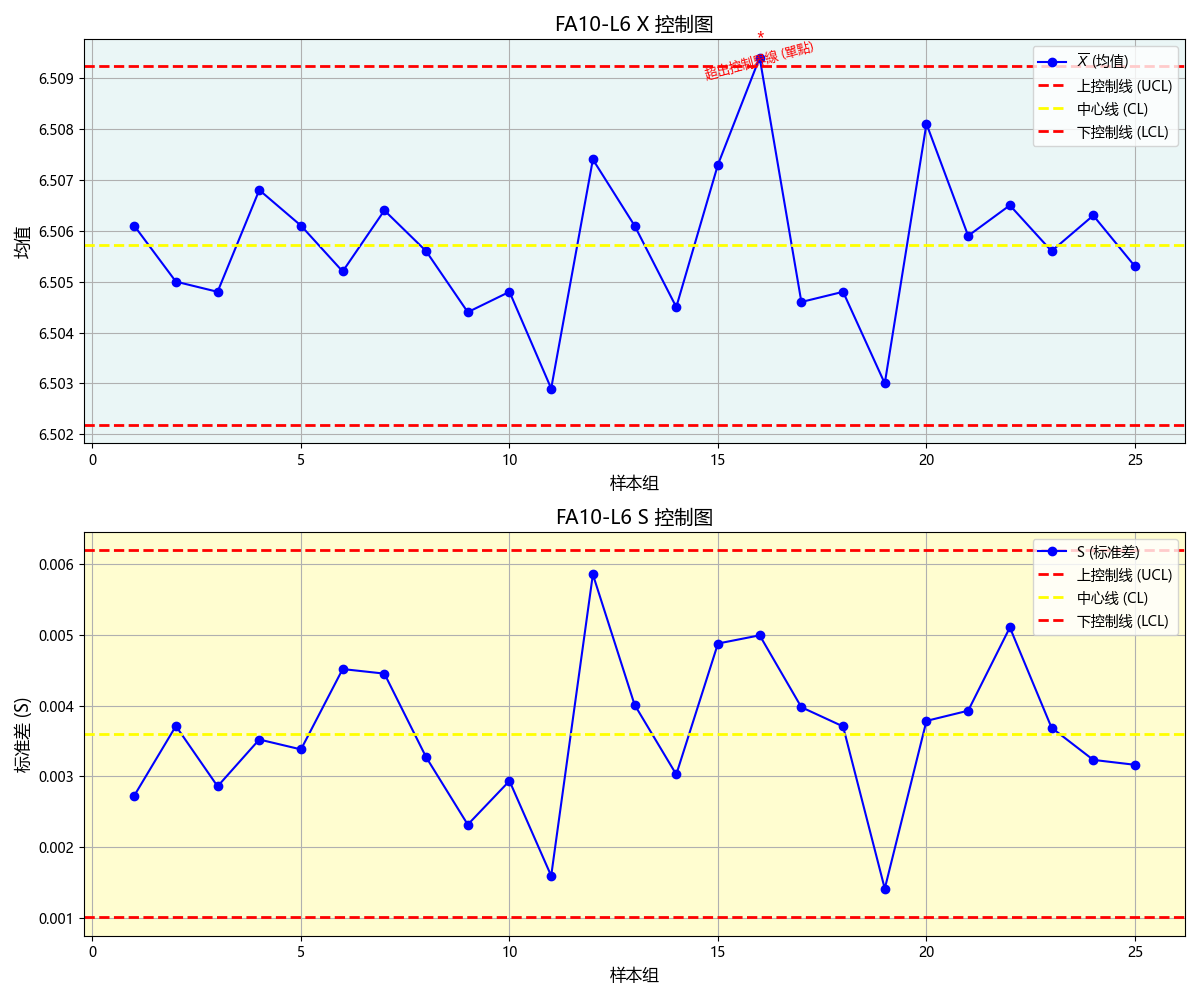 FA10-L6 X 控制图
*
超出控制界線 (單點)
X (均值)
上控制线 (UCL)
中心线 (CL)
下控制线 (LCL)
均值
6.509
6.508
6.507
6.506
6.505
6.504
6.503
6.502
0 5 10 15 20 25
样本组
FA10-L6 S 控制图
S (标准差)
上控制线 (UCL)
中心线 (CL)
下控制线 (LCL)
标准差 (S)
0.006
0.005
0.004
0.003
0.002
0.001
0 5 10 15 20 25
样本组